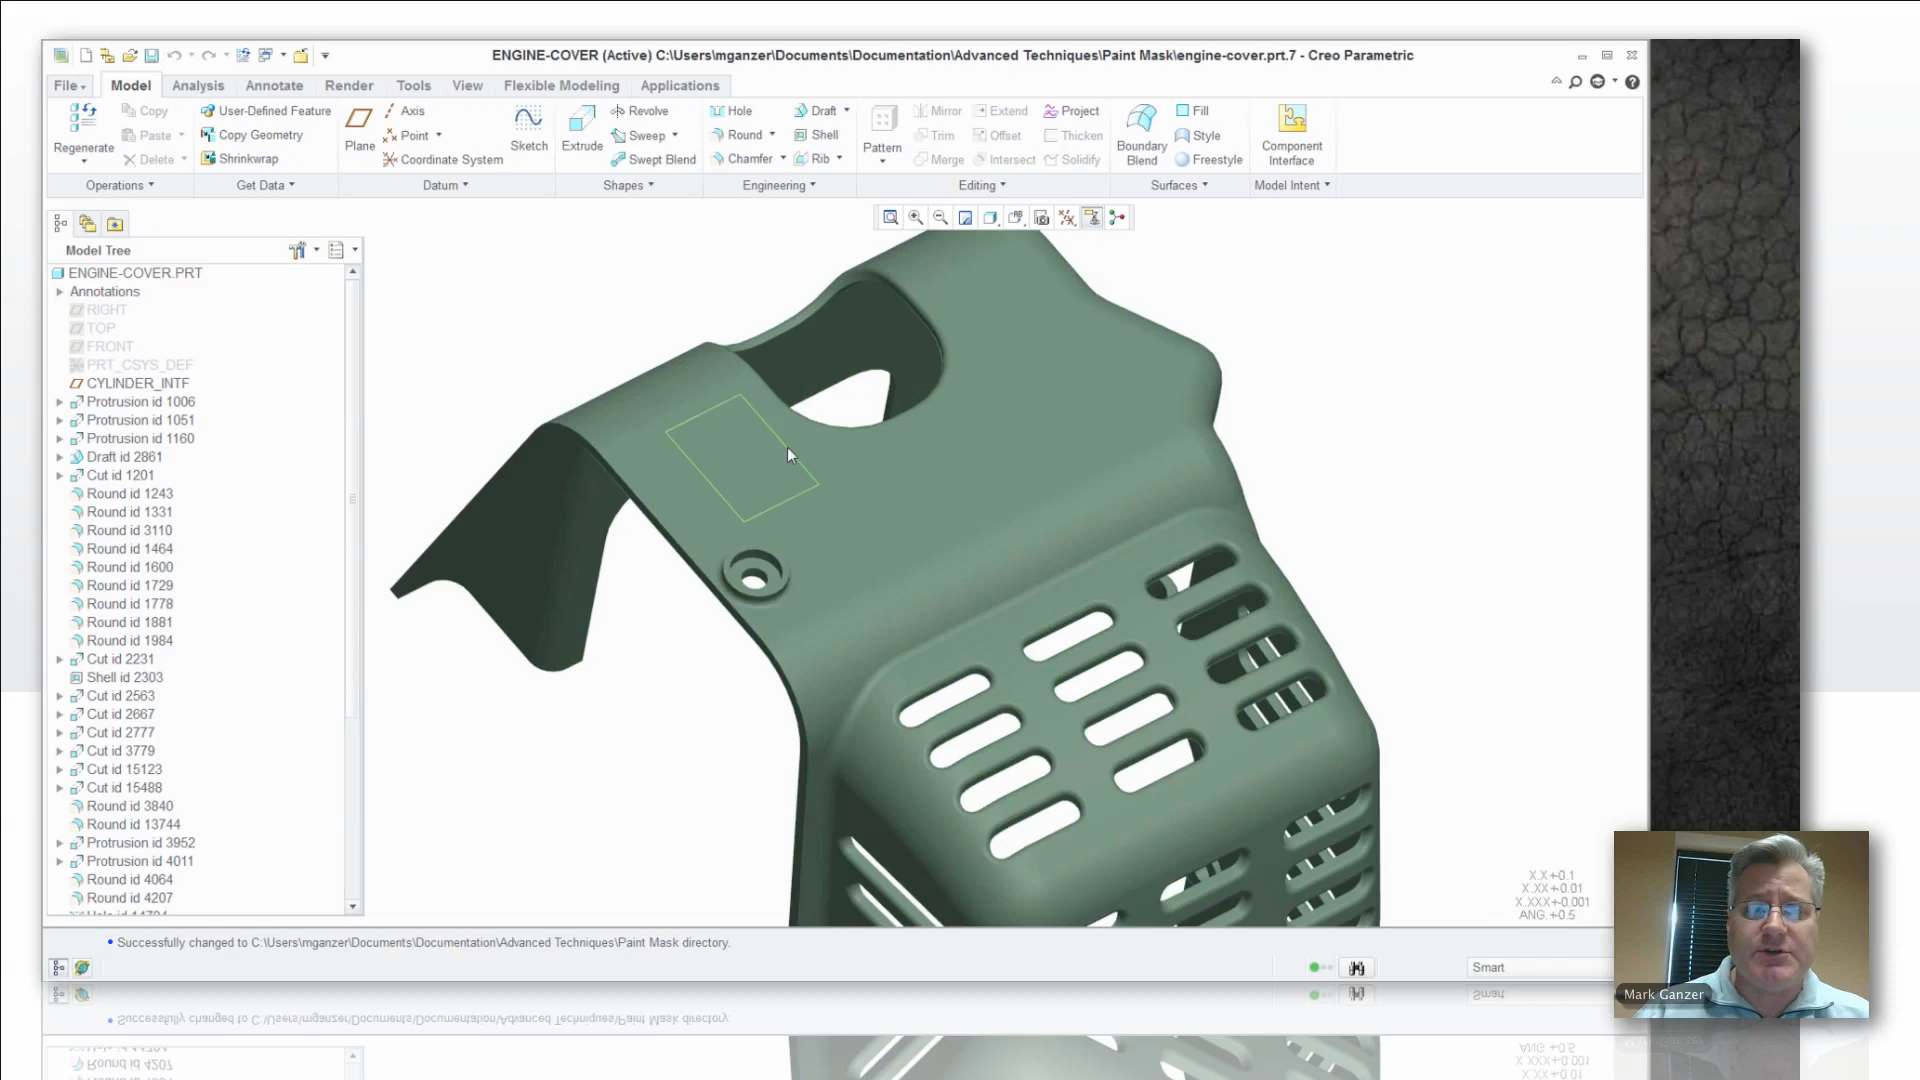 ENGINE-COVER (Active) C:\Users\mganzer\Documents\Documentation\Advanced Techniques\Paint Mask\engine-cover.prt.7 - Creo Parametric
File Model Analysis Annotate Render Tools View Flexible Modeling Applications
Regenerate
Copy
Paste
Delete
User-Defined Feature
Copy Geometry
Shrinkwrap
Plane
Axis
Point
Coordinate System
Sketch
Extrude
Revolve
Sweep
Swept Blend
Hole
Round
Chamfer
Draft
Shell
Rib
Pattern
Mirror
Trim
Merge
Extend
Offset
Intersect
Project
Thicken
Solidify
Boundary
Blend
Fill
Style
Freestyle
Component
Interface
Operations Get Data Datum Shapes Engineering Editing Surfaces Model Intent
Model Tree
ENGINE-COVER.PRT
Annotations
RIGHT
TOP
FRONT
PRT_CSYS_DEF
CYLINDER_INTF
Protrusion id 1006
Protrusion id 1051
Protrusion id 1160
Draft id 2861
Cut id 1201
Round id 1243
Round id 1331
Round id 3110
Round id 1464
Round id 1600
Round id 1729
Round id 1778
Round id 1881
Round id 1984
Cut id 2231
Shell id 2303
Cut id 2563
Cut id 2667
Cut id 2777
Cut id 3779
Cut id 15123
Cut id 15488
Round id 3840
Round id 13744
Protrusion id 3952
Protrusion id 4011
Round id 4064
Round id 4207
X.X+-0.1
X.XX+-0.01
X.XXX+-0.001
ANG.+-0.5
• Successfully changed to C:\Users\mganzer\Documents\Documentation\Advanced Techniques\Paint Mask directory.
Smart
Mark Ganzer